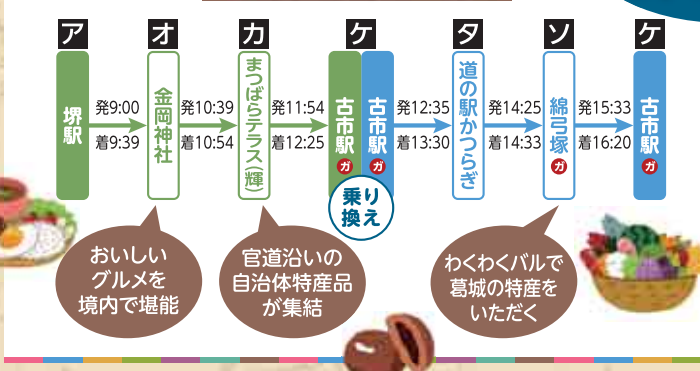 ア
オ
カ
ケ
タ
ソ
ケ
堺駅
発9:00
着9:39
金岡神社
発10:39
着10:54
まつばらテラス(輝)
発11:54
着12:25
古市駅
ガ
古市駅
ガ
乗り
換え
発12:35
着13:30
道の駅かつらぎ
発14:25
着14:33
綿弓塚
ガ
発15:33
着16:20
古市駅
ガ
おいしい
グルメを
境内で堪能
官道沿いの
自治体特産品
が集結
わくわくバルで
葛城の特産を
いただく